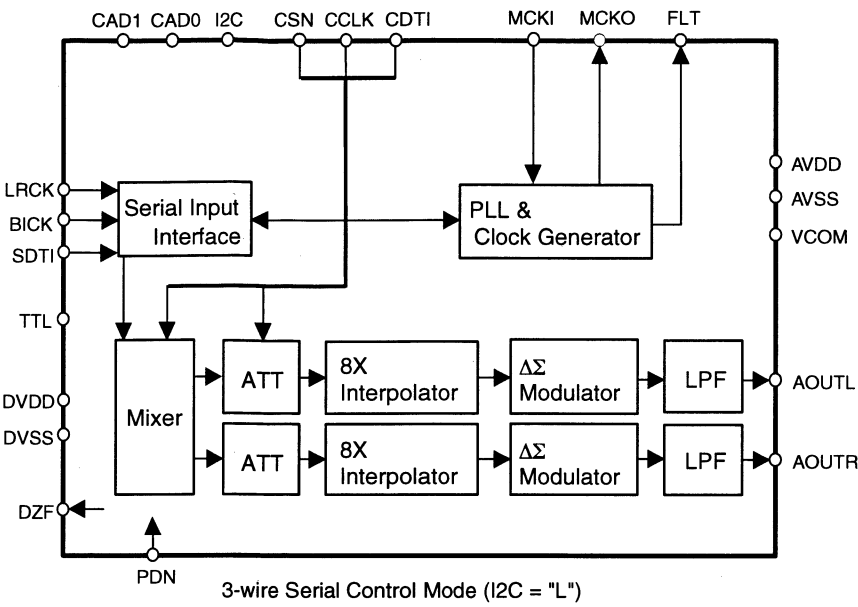 CAD1 CAD0 I2C CSN CCLK CDTI MCKI MCKO FLT
AVDD
AVSS
VCOM
LRCK
BICK
SDTI
Serial Input
Interface
PLL &
Clock Generator
TTL
DVDD
DVSS
DZF
Mixer
ATT
8X
Interpolator
ΔΣ
Modulator
LPF
AOUTL
ATT
8X
Interpolator
ΔΣ
Modulator
LPF
AOUTR
PDN
3-wire Serial Control Mode (I2C = "L")